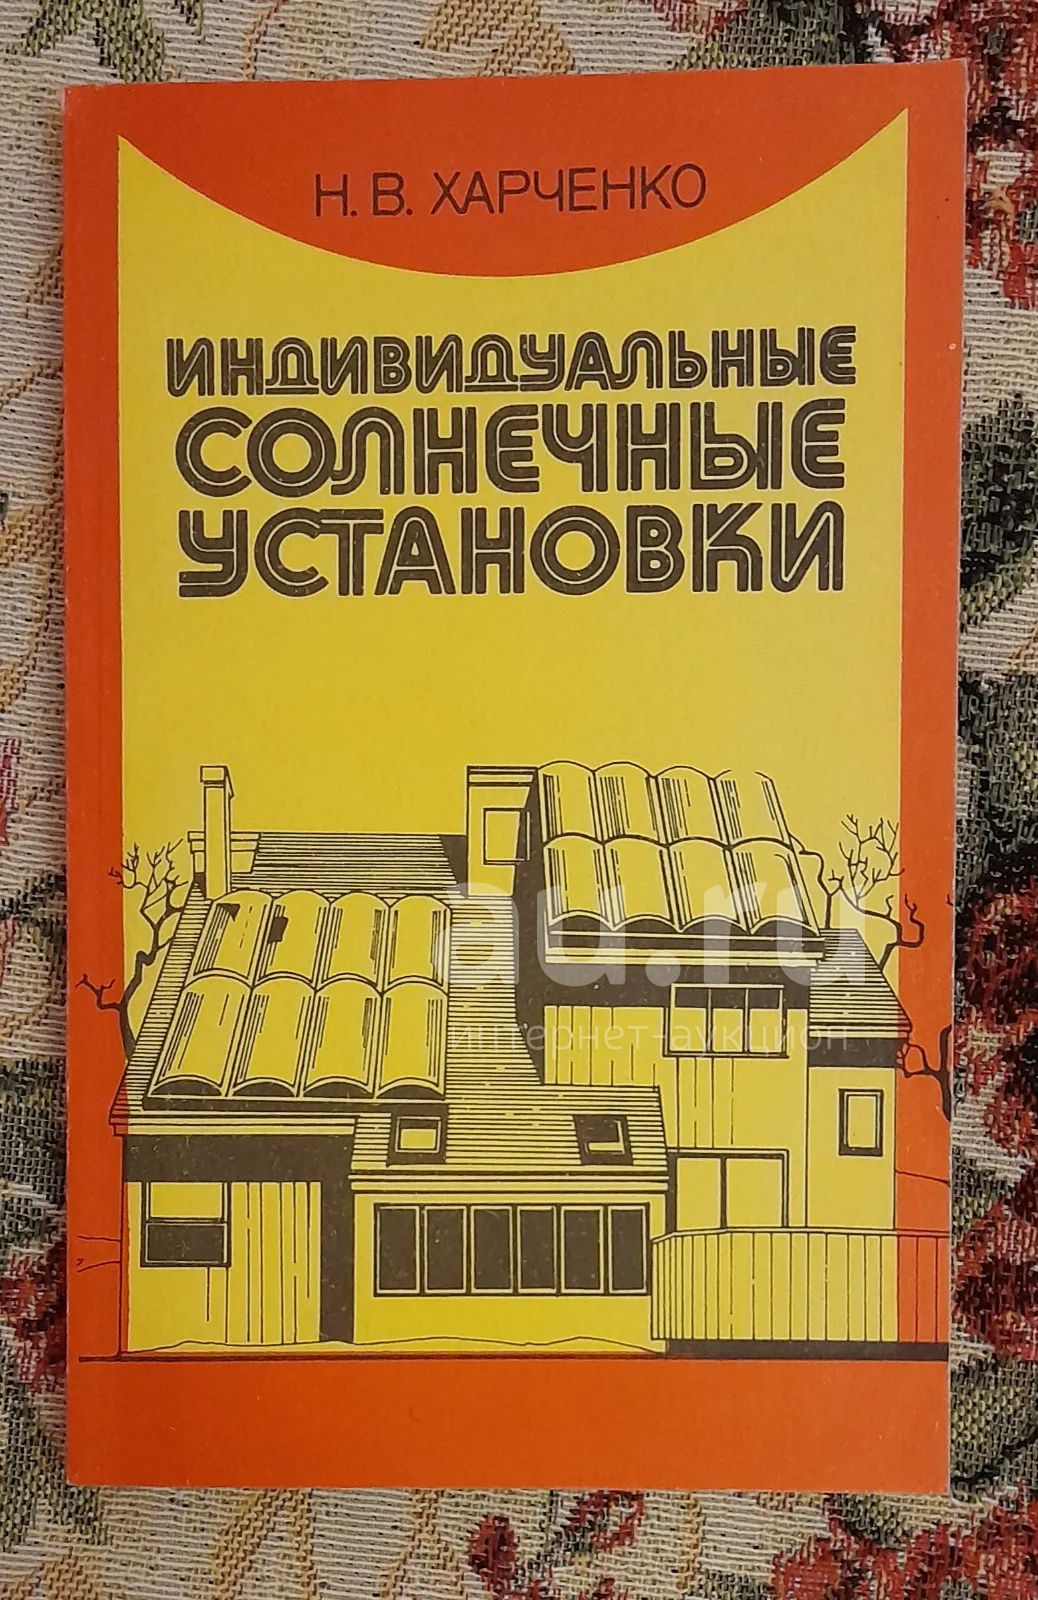 Н. В. ХАРЧЕНКО
ИНДИВИДУАЛЬНЫЕ
СОЛНЕЧНЫЕ
УСТАНОВКИ
au.ru
интернет-аукцион